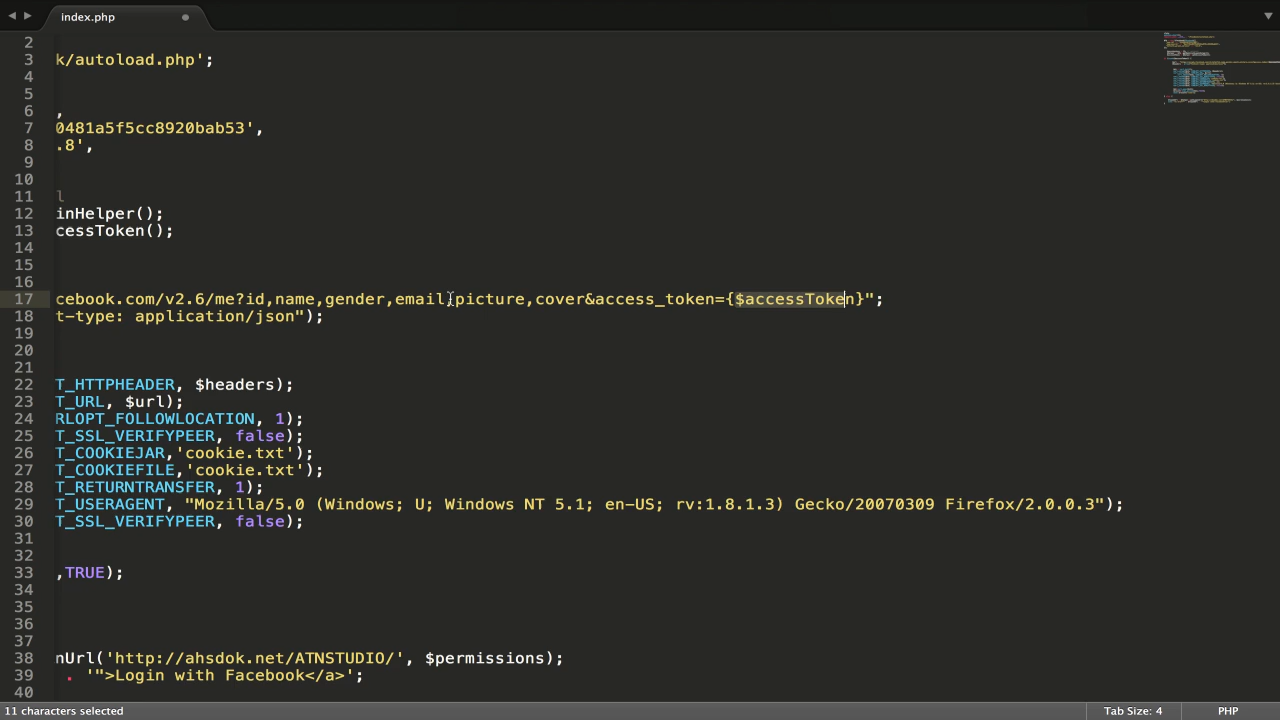 index.php
2
3 k/autoload.php';
4
5
6 ,
7 0481a5f5cc8920bab53',
8 .8',
9
10
11 l
12 inHelper();
13 cessToken();
14
15
16
17 cebook.com/v2.6/me?id,name,gender,email,picture,cover&access_token={$accessToken}";
18 t-type: application/json");
19
20
21
22 T_HTTPHEADER, $headers);
23 T_URL, $url);
24 RLOPT_FOLLOWLOCATION, 1);
25 T_SSL_VERIFYPEER, false);
26 T_COOKIEJAR,'cookie.txt');
27 T_COOKIEFILE,'cookie.txt');
28 T_RETURNTRANSFER, 1);
29 T_USERAGENT, "Mozilla/5.0 (Windows; U; Windows NT 5.1; en-US; rv:1.8.1.3) Gecko/20070309 Firefox/2.0.0.3");
30 T_SSL_VERIFYPEER, false);
31
32
33 ,TRUE);
34
35
36
37
38 nUrl('http://ahsdok.net/ATNSTUDIO/', $permissions);
39 . '">Login with Facebook</a>';
40
11 characters selected
Tab Size: 4
PHP